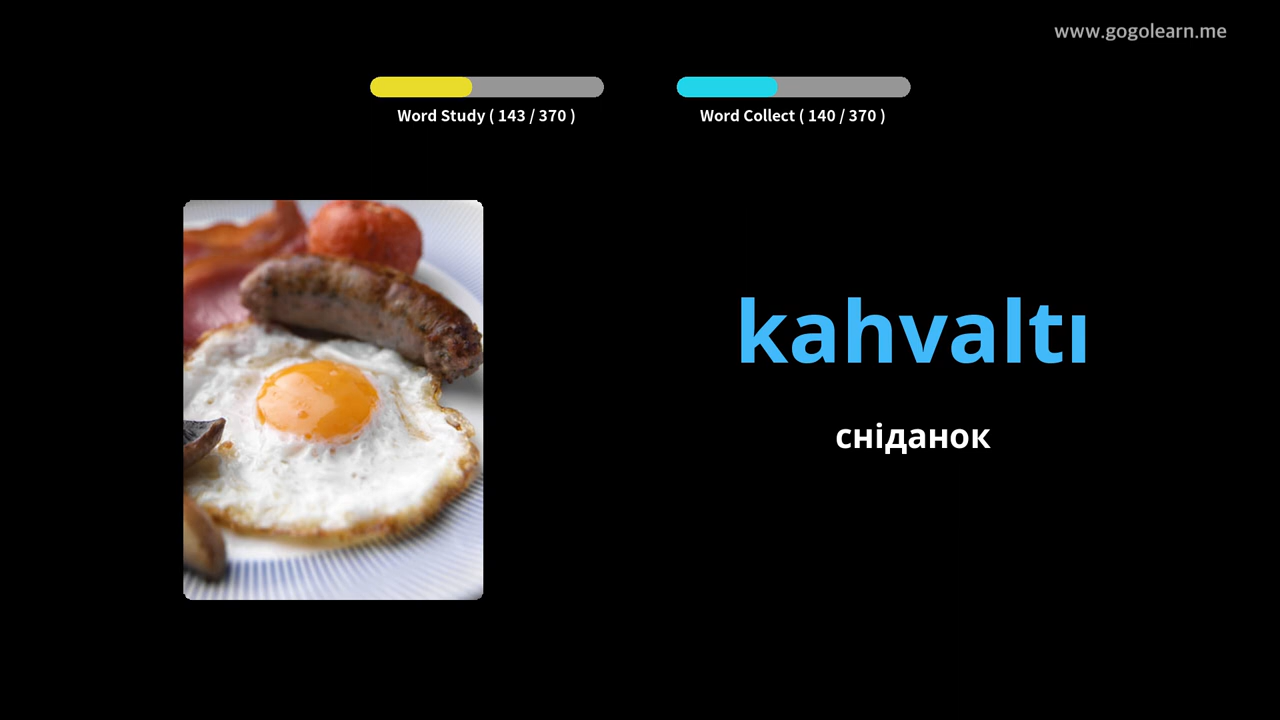 www.gogolearn.me
Word Study ( 143 / 370 )
Word Collect ( 140 / 370 )
kahvaltı
сніданок